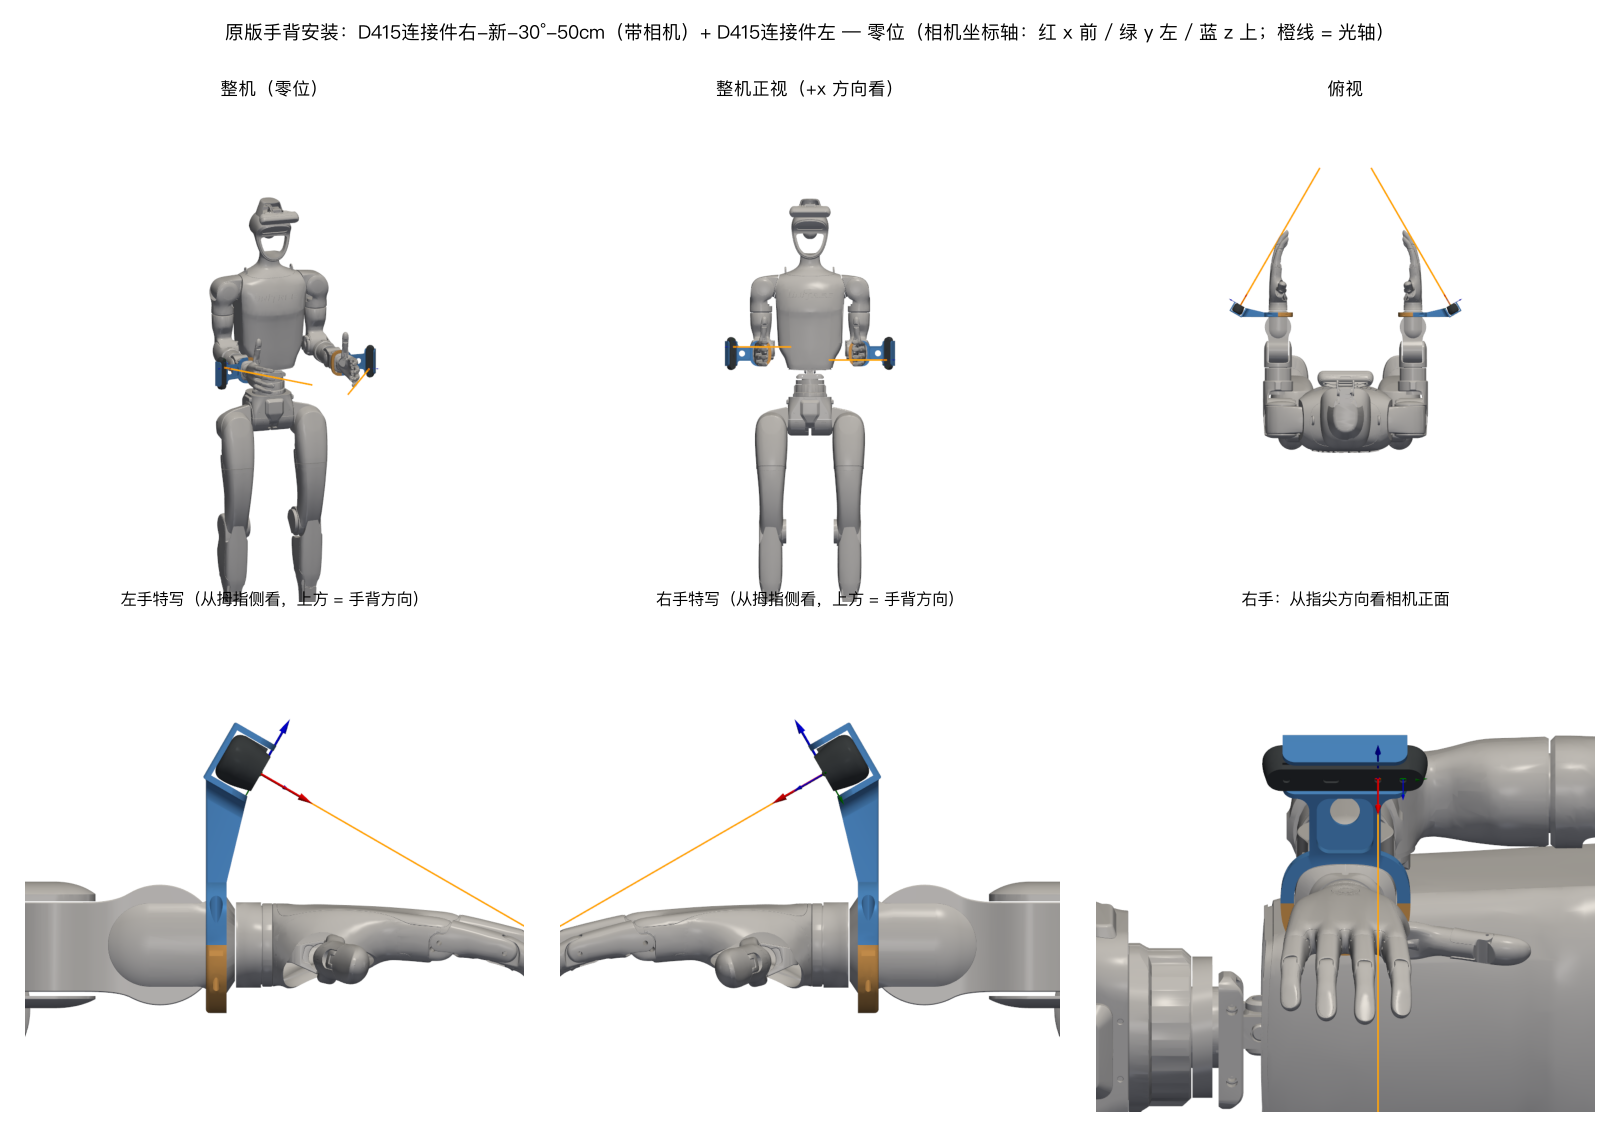 原版手背安装：D415连接件右-新-30°-50cm（带相机）+ D415连接件左 — 零位（相机坐标轴：红 x 前 / 绿 y 左 / 蓝 z 上；橙线 = 光轴）
整机（零位）
整机正视（+x 方向看）
俯视
左手特写（从拇指侧看，上方 = 手背方向）
右手特写（从拇指侧看，上方 = 手背方向）
右手：从指尖方向看相机正面